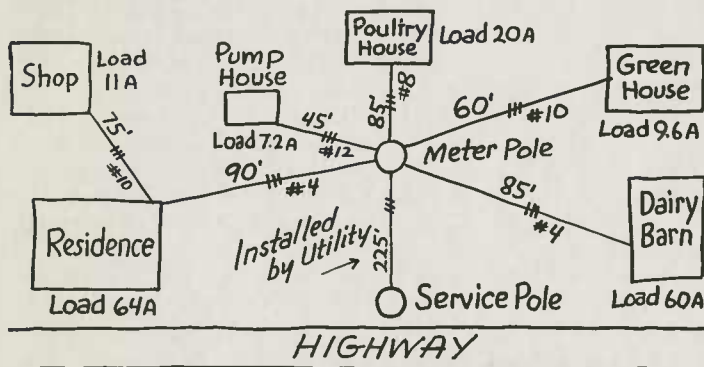 Shop
Load
11A
75'
#10
Pump
House
Load 7.2A
45'
#12
Poultry
House
Load 20A
85'
#8
60'
#10
Green
House
Load 9.6A
Meter Pole
90'
#4
Residence
Load 64A
Installed
by Utility
225'
85'
#4
Dairy
Barn
Load 60A
Service Pole
HIGHWAY